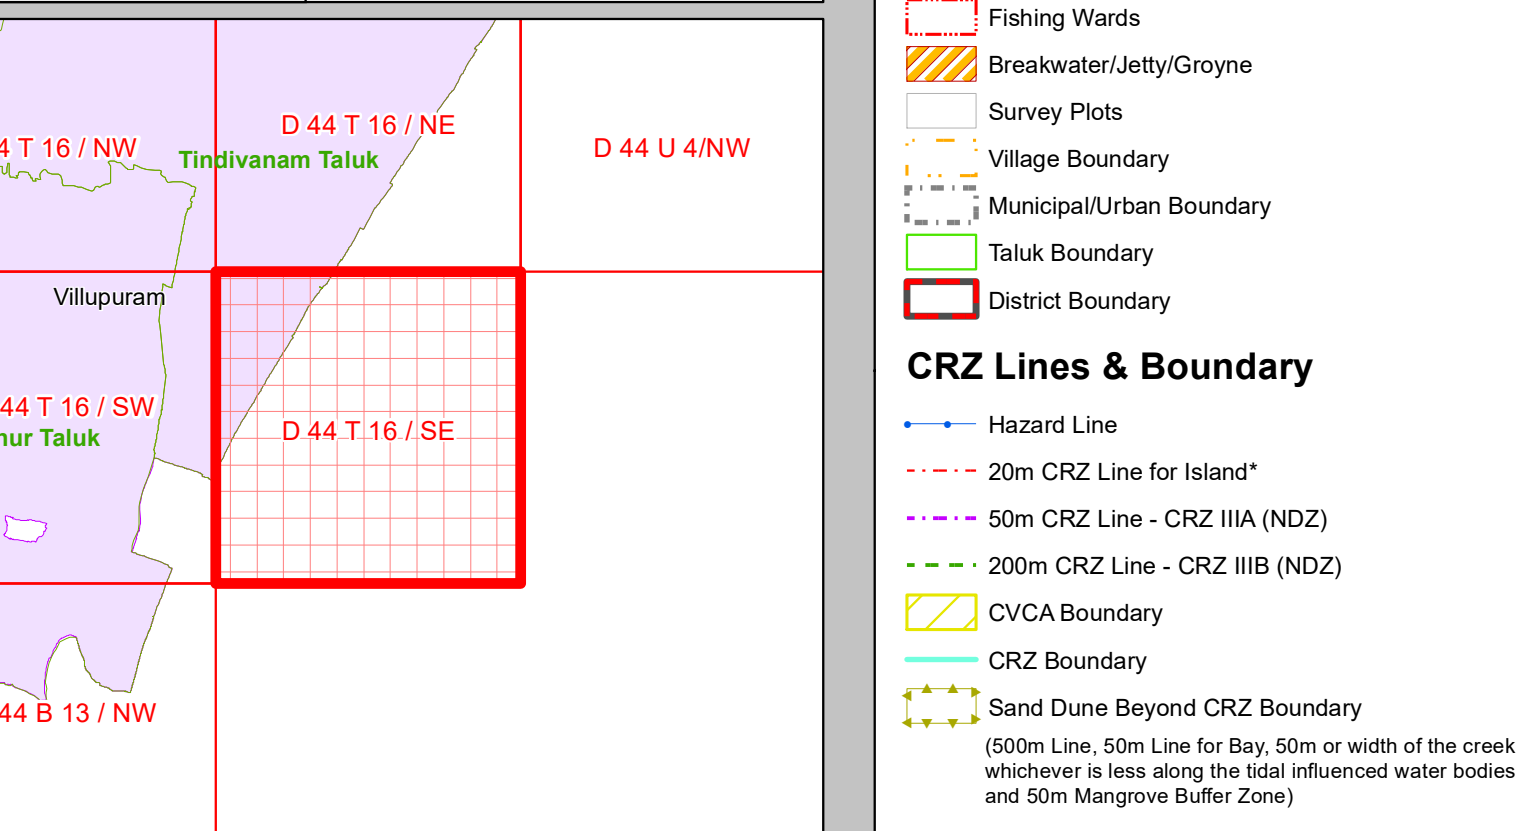 D 44 T 16 / NE
4 T 16 / NW
D 44 U 4/NW
Tindivanam Taluk
Villupuram
44 T 16 / SW
nur Taluk
D 44 T 16 / SE
44 B 13 / NW
Fishing Wards
Breakwater/Jetty/Groyne
Survey Plots
Village Boundary
Municipal/Urban Boundary
Taluk Boundary
District Boundary
CRZ Lines & Boundary
Hazard Line
20m CRZ Line for Island*
50m CRZ Line - CRZ IIIA (NDZ)
200m CRZ Line - CRZ IIIB (NDZ)
CVCA Boundary
CRZ Boundary
Sand Dune Beyond CRZ Boundary
(500m Line, 50m Line for Bay, 50m or width of the creek
whichever is less along the tidal influenced water bodies
and 50m Mangrove Buffer Zone)